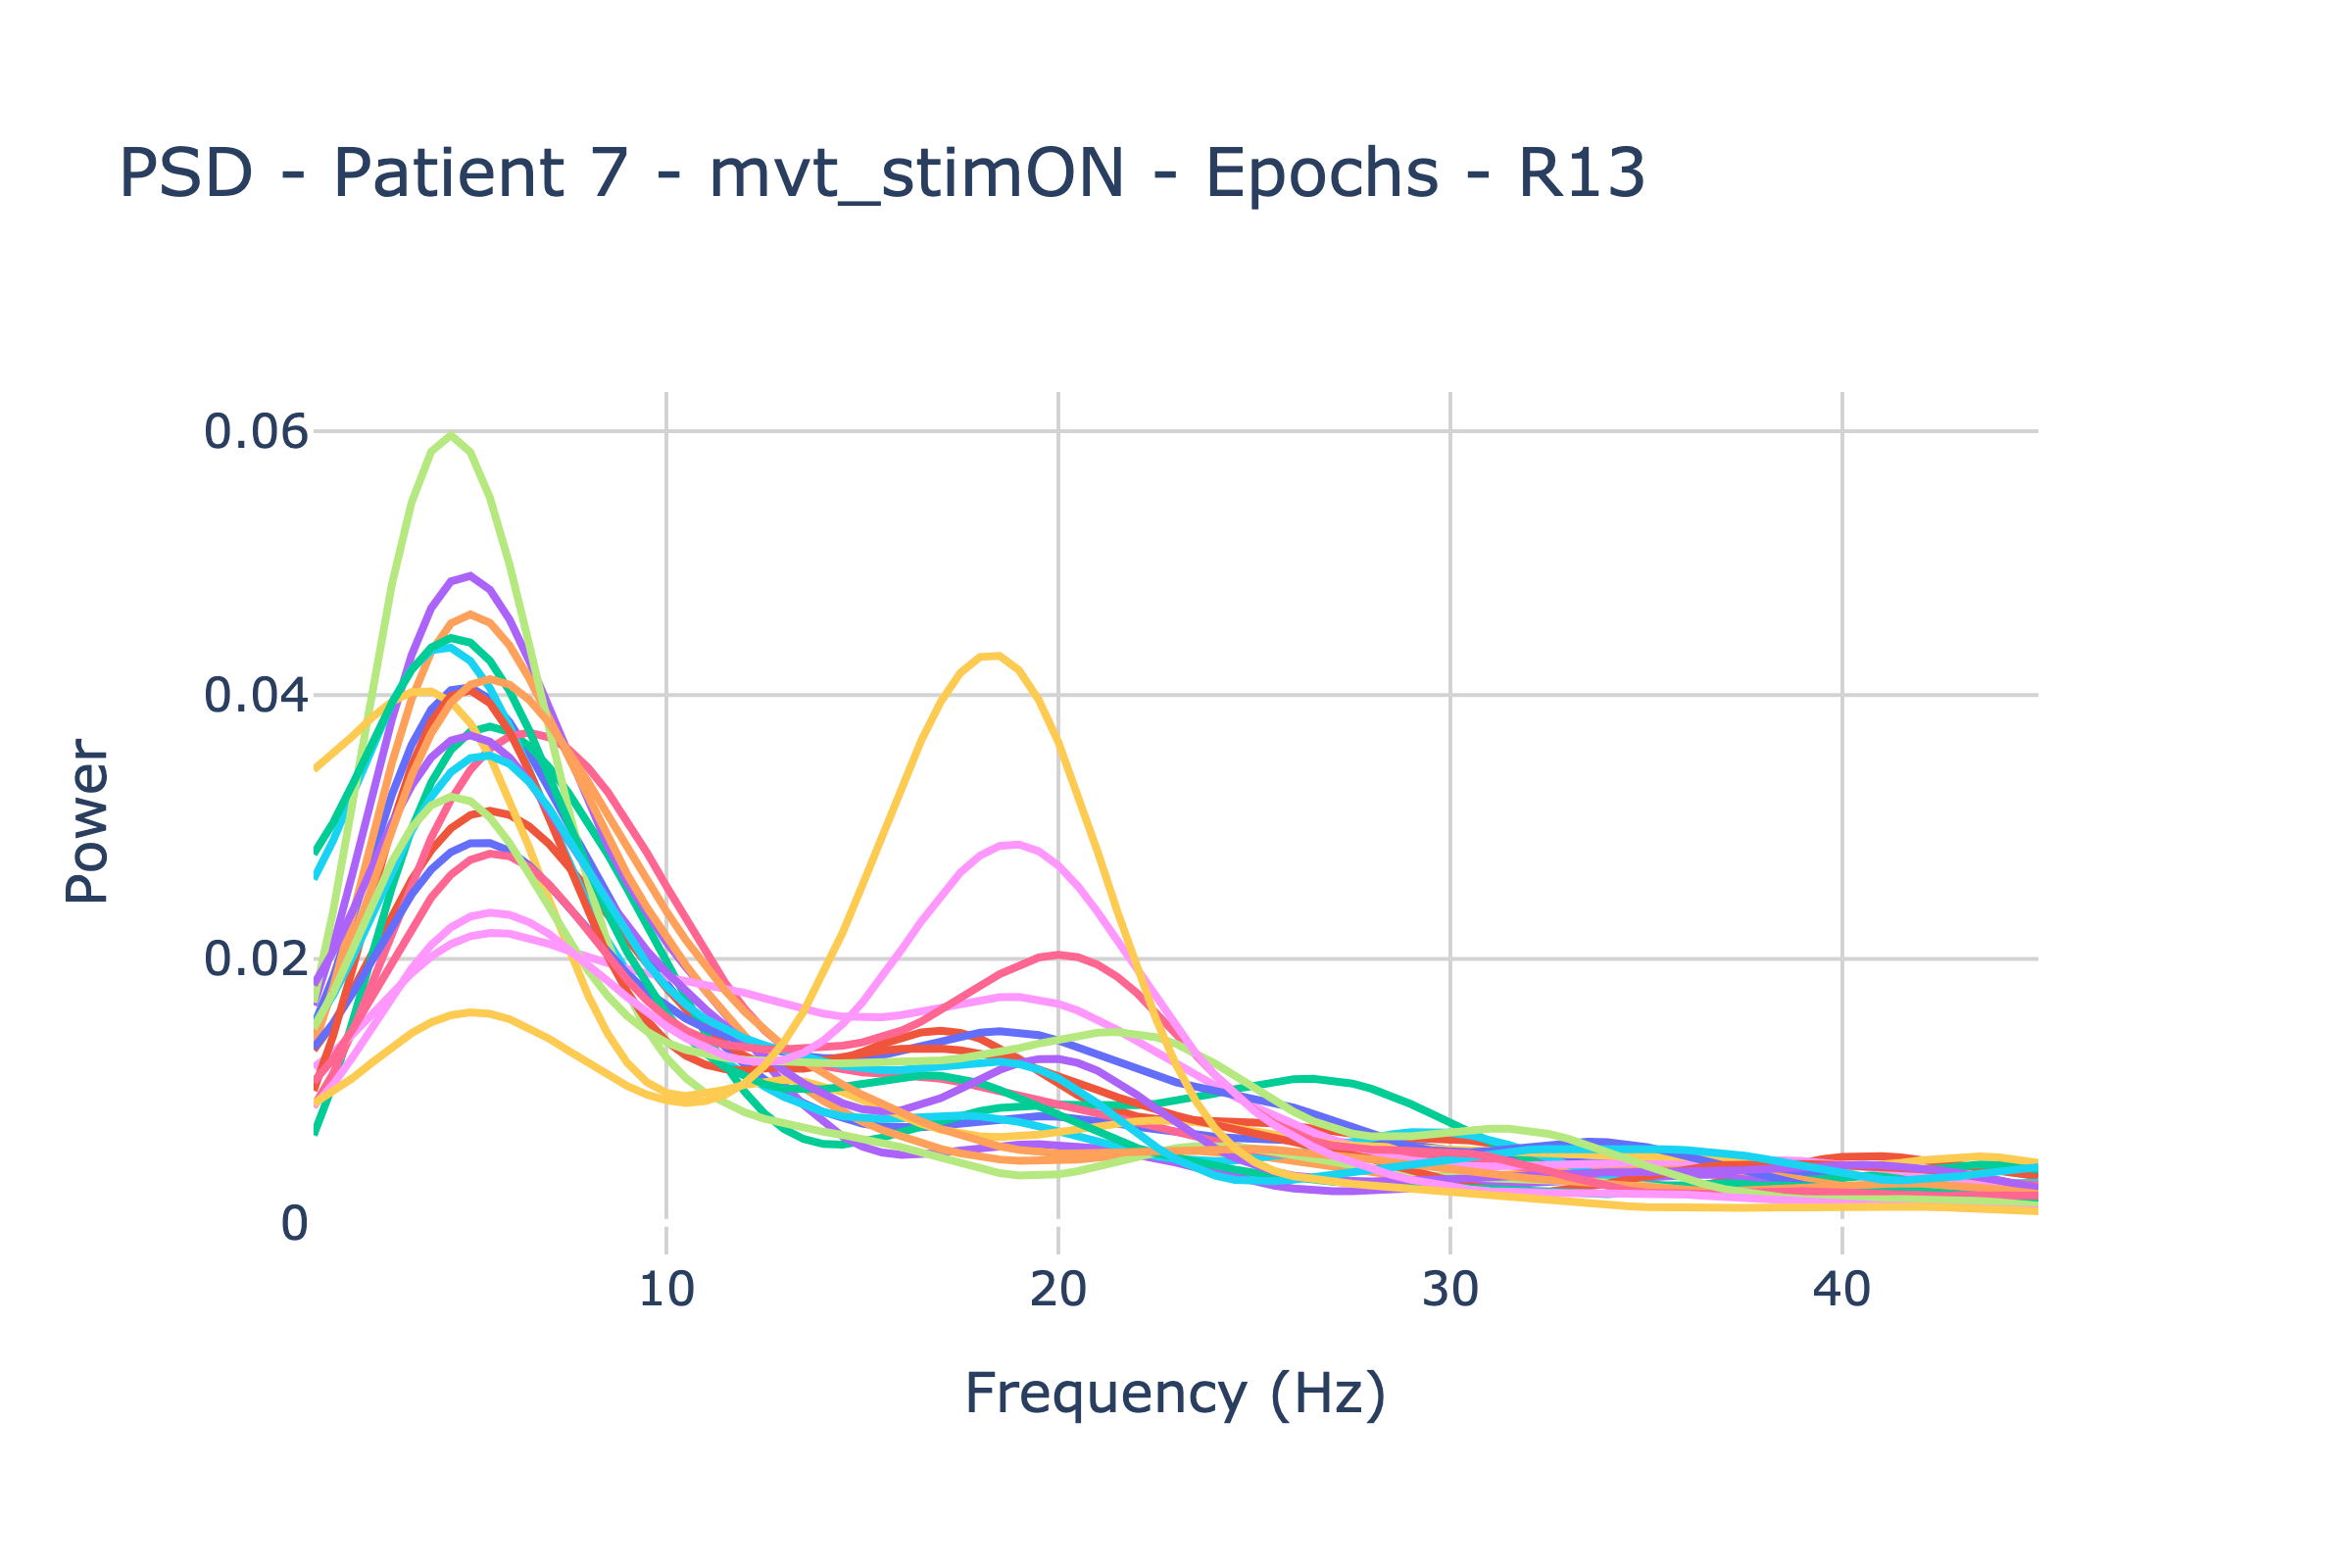 PSD - Patient 7 - mvt_stimON - Epochs - R13
0.06
0.04
0.02
0
Power
10 20 30 40
Frequency (Hz)